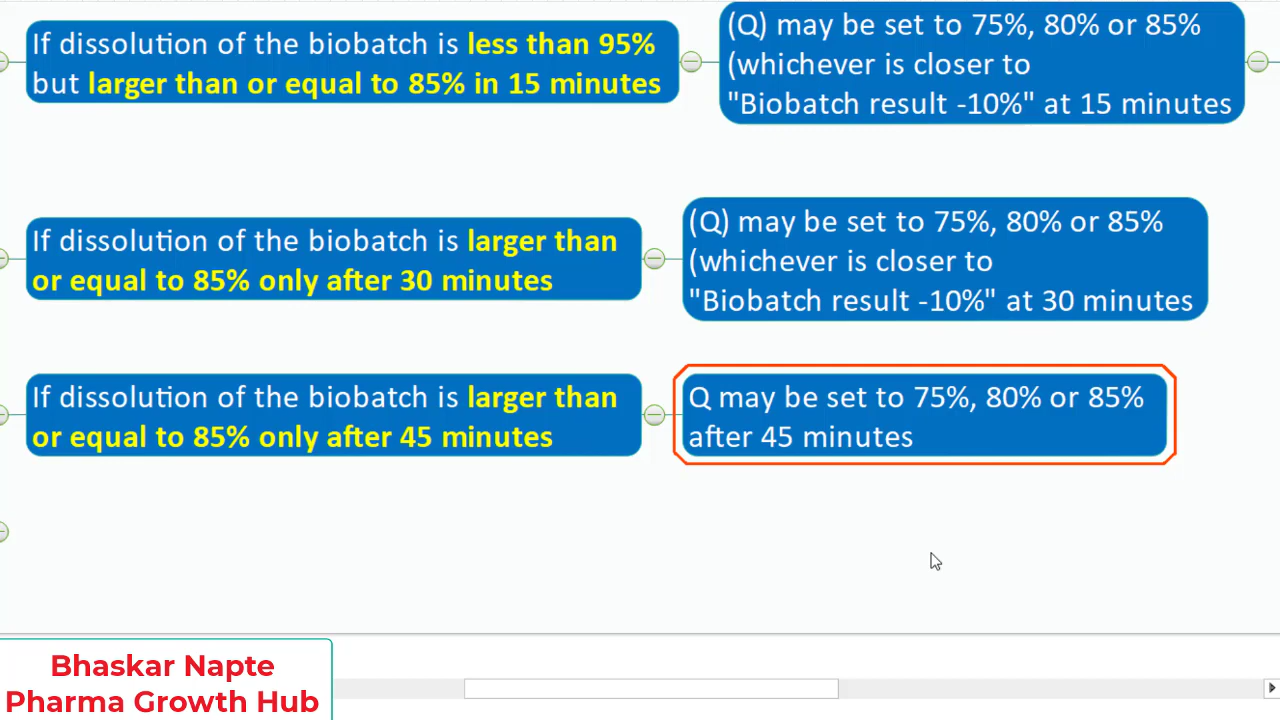 If dissolution of the biobatch is less than 95%
but larger than or equal to 85% in 15 minutes
(Q) may be set to 75%, 80% or 85%
(whichever is closer to
"Biobatch result -10%" at 15 minutes
If dissolution of the biobatch is larger than
or equal to 85% only after 30 minutes
(Q) may be set to 75%, 80% or 85%
(whichever is closer to
"Biobatch result -10%" at 30 minutes
If dissolution of the biobatch is larger than
or equal to 85% only after 45 minutes
Q may be set to 75%, 80% or 85%
after 45 minutes
Bhaskar Napte
Pharma Growth Hub